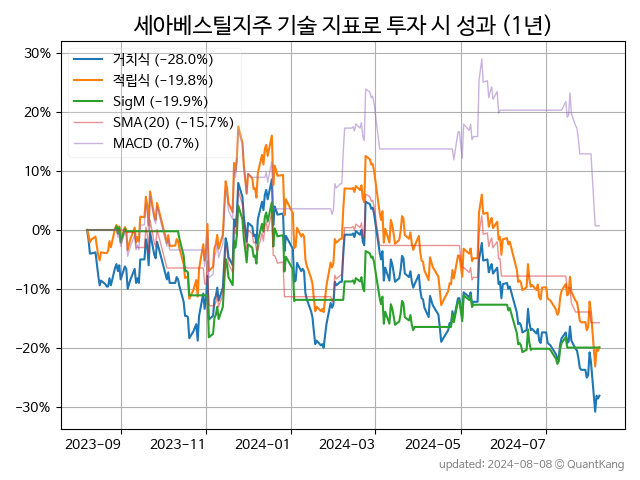 세아베스틸지주 기술 지표로 투자 시 성과 (1년)
30%
20%
10%
0%
−10%
−20%
−30%
거치식 (−28.0%)
적립식 (−19.8%)
SigM (−19.9%)
SMA(20) (−15.7%)
MACD (0.7%)
2023-09
2023-11
2024-01
2024-03
2024-05
2024-07
updated: 2024-08-08 © QuantKang